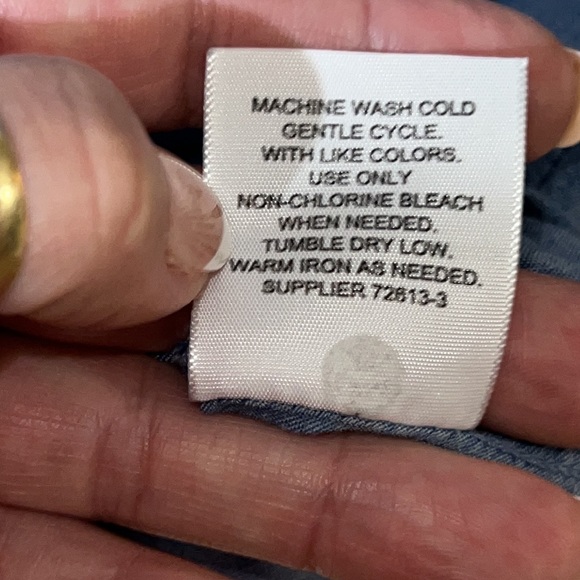 MACHINE WASH COLD
GENTLE CYCLE.
WITH LIKE COLORS.
USE ONLY
NON-CHLORINE BLEACH
WHEN NEEDED.
TUMBLE DRY LOW.
WARM IRON AS NEEDED.
SUPPLIER 72613-3